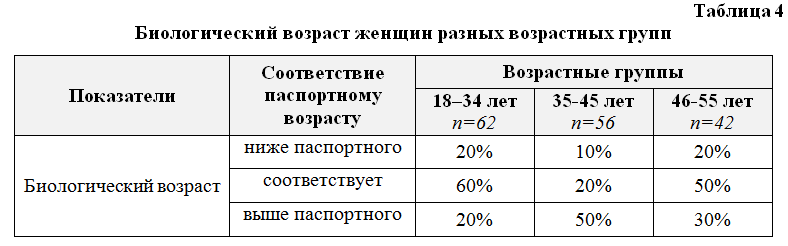 Таблица 4
Биологический возраст женщин разных возрастных групп
Показатели
Соответствие
паспортному
возрасту
Возрастные группы
18–34 лет
n=62
35-45 лет
n=56
46-55 лет
n=42
Биологический возраст
ниже паспортного 20% 10% 20%
соответствует 60% 20% 50%
выше паспортного 20% 50% 30%